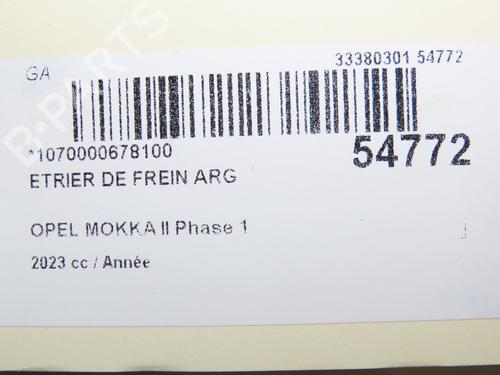 GA
33380301 54772
*1070000678100
54772
ETRIER DE FREIN ARG
OPEL MOKKA II Phase 1
2023 cc / Année
B-PARTS